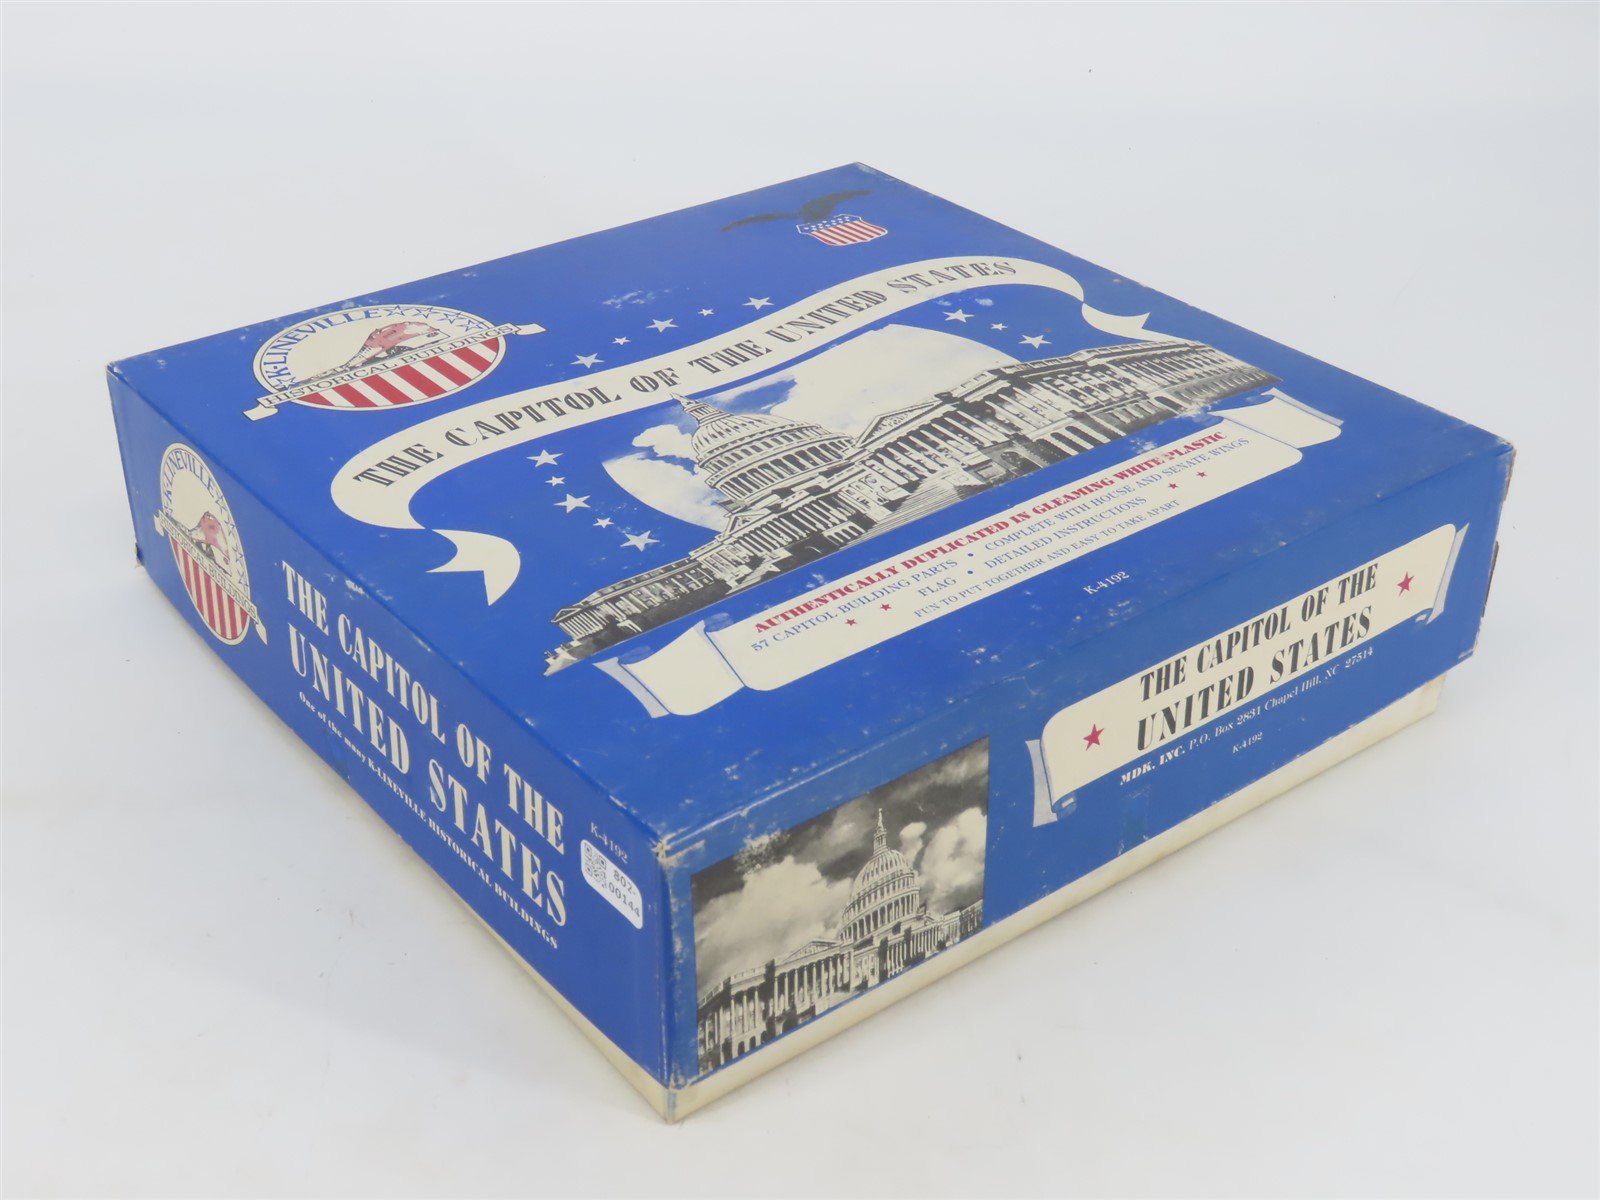 K-LINEVILLE
HISTORICAL BUILDINGS
THE CAPITOL OF THE UNITED STATES
AUTHENTICALLY DUPLICATED IN GLEAMING WHITE PLASTIC
57 CAPITOL BUILDING PARTS • COMPLETE WITH HOUSE AND SENATE WINGS
FLAG • DETAILED INSTRUCTIONS
FUN TO PUT TOGETHER AND EASY TO TAKE APART
K-4192
K-LINEVILLE
HISTORICAL BUILDINGS
THE CAPITOL OF THE
UNITED STATES
One of the many K-LINEVILLE HISTORICAL BUILDINGS
K-4192
802-
00144
THE CAPITOL OF THE
UNITED STATES
MDK, INC. P.O. Box 2831 Chapel Hill, NC 27514
K-4192